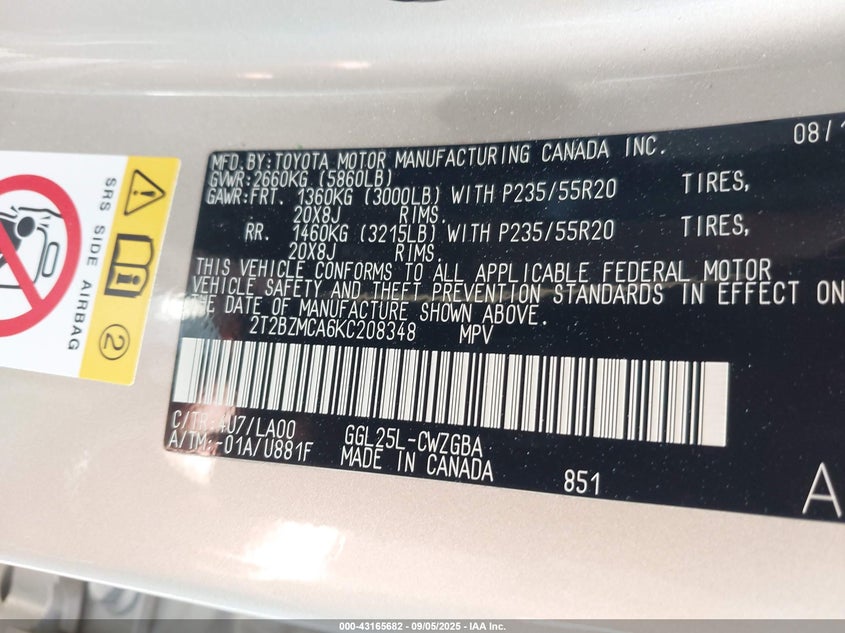 08/1
MFD.BY:TOYOTA MOTOR MANUFACTURING CANADA INC.
GVWR:2660KG (5860LB)
GAWR:FRT. 1360KG (3000LB) WITH P235/55R20 TIRES,
20X8J RIMS.
RR. 1460KG (3215LB) WITH P235/55R20 TIRES,
20X8J RIMS.
THIS VEHICLE CONFORMS TO ALL APPLICABLE FEDERAL MOTOR
VEHICLE SAFETY AND THEFT PREVENTION STANDARDS IN EFFECT ON
THE DATE OF MANUFACTURE SHOWN ABOVE.
2T2BZMCA6KC208348 MPV
C/TR:4U7/LA00 GGL25L-CWZGBA
A/TM:-01A/U881F MADE IN CANADA
851
A
SRS SIDE AIRBAG
2
000-43165682 - 09/05/2025 - IAA Inc.